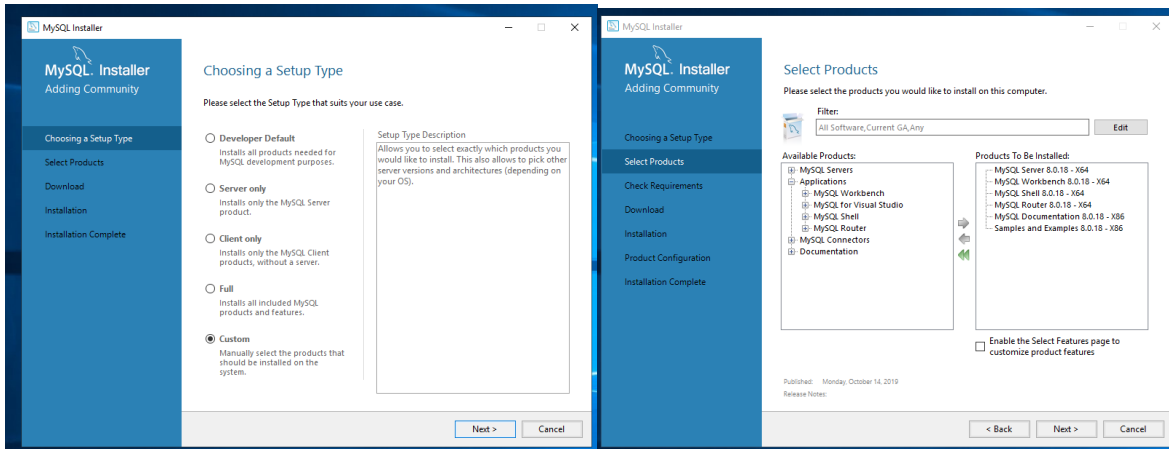 MySQL Installer
MySQL. Installer
Adding Community
Choosing a Setup Type
Select Products
Download
Installation
Installation Complete
Choosing a Setup Type
Please select the Setup Type that suits your use case.
Developer Default
Installs all products needed for
MySQL development purposes.
Server only
Installs only the MySQL Server
product.
Client only
Installs only the MySQL Client
products, without a server.
Full
Installs all included MySQL
products and features.
Custom
Manually select the products that
should be installed on the
system.
Setup Type Description
Allows you to select exactly which products you
would like to install. This also allows to pick other
server versions and architectures (depending on
your OS).
Next >
Cancel
MySQL Installer
MySQL. Installer
Adding Community
Choosing a Setup Type
Select Products
Check Requirements
Download
Installation
Product Configuration
Installation Complete
Select Products
Please select the products you would like to install on this computer.
Filter:
All Software,Current GA,Any
Edit
Available Products:
MySQL Servers
Applications
MySQL Workbench
MySQL for Visual Studio
MySQL Shell
MySQL Router
MySQL Connectors
Documentation
Products To Be Installed:
MySQL Server 8.0.18 - X64
MySQL Workbench 8.0.18 - X64
MySQL Shell 8.0.18 - X64
MySQL Router 8.0.18 - X64
MySQL Documentation 8.0.18 - X86
Samples and Examples 8.0.18 - X86
Enable the Select Features page to
customize product features
Published: Monday, October 14, 2019
Release Notes:
< Back
Next >
Cancel